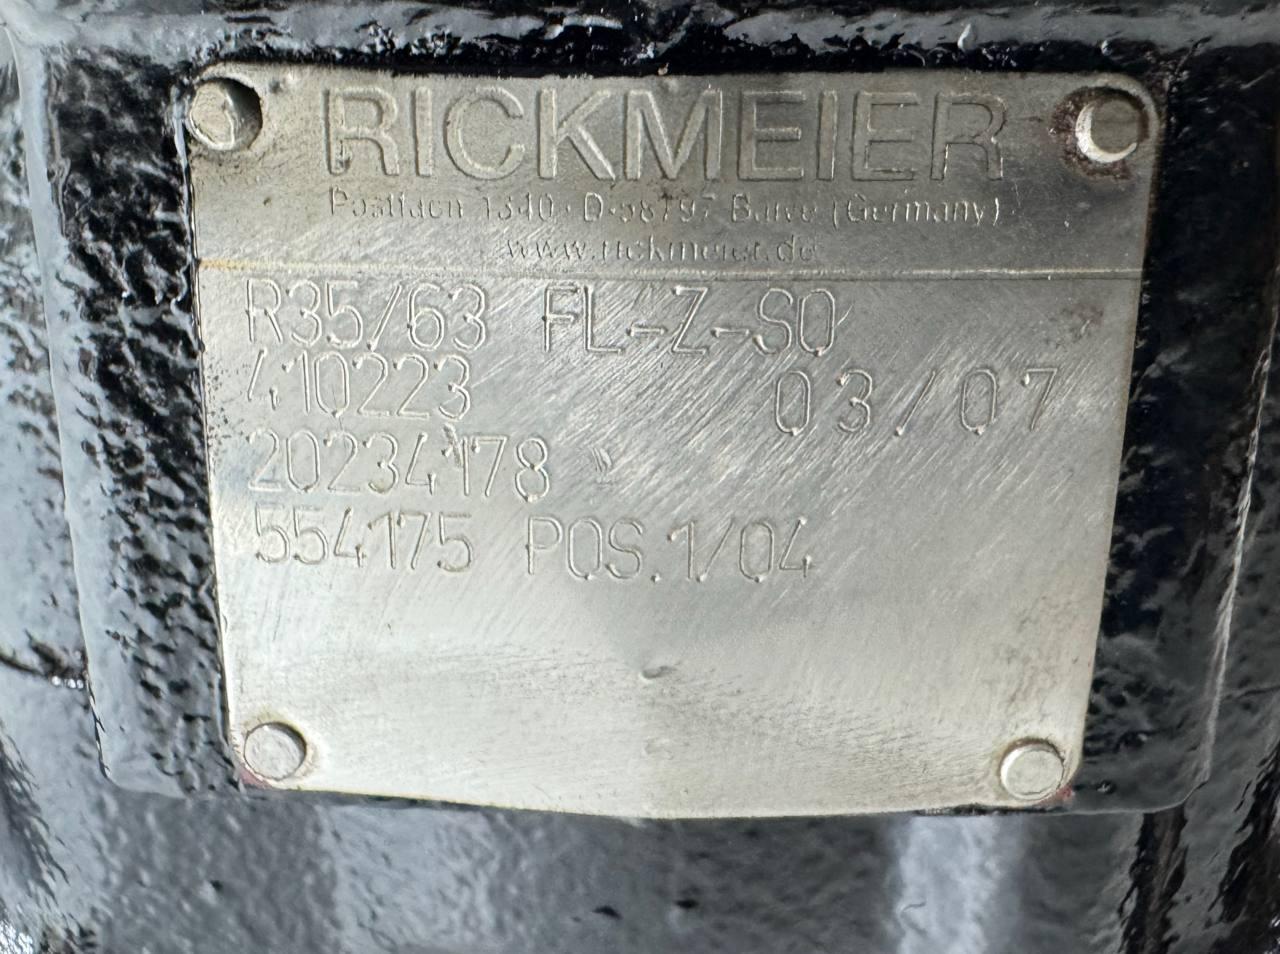 RICKMEIER
Postfach 1340 · D-58797 Balve (Germany)
www.rickmeier.de
R35/63 FL-Z-SO
410223 03/07
20234178
554175 POS.1/04